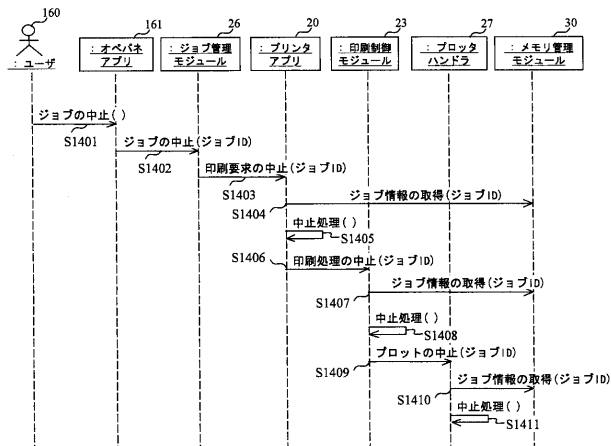 160 161 26 20 23 27 30
: ユーザ
: オペパネ
アプリ
: ジョブ管理
モジュール
: プリンタ
アプリ
: 印刷制御
モジュール
: プロッタ
ハンドラ
: メモリ管理
モジュール
ジョブの中止( )
S1401
ジョブの中止(ジョブID)
S1402
印刷要求の中止(ジョブID)
S1403
ジョブ情報の取得(ジョブID)
S1404
中止処理( )
S1405
S1406
印刷処理の中止(ジョブID)
ジョブ情報の取得(ジョブID)
S1407
中止処理( )
S1408
プロットの中止(ジョブID)
S1409
ジョブ情報の取得(ジョブID)
S1410
中止処理( )
S1411